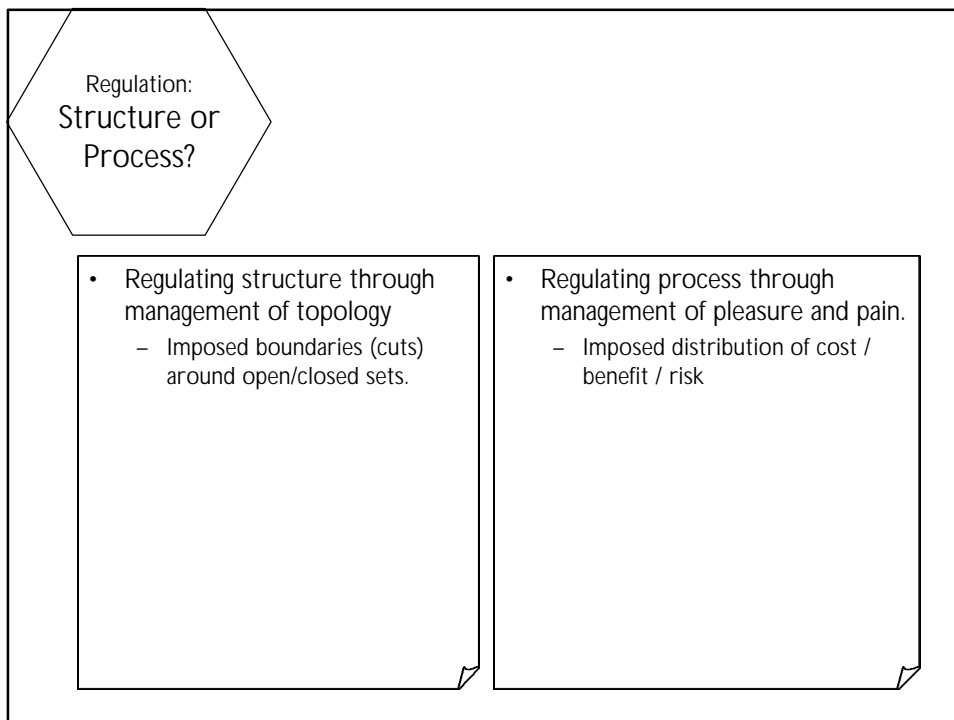 Regulation:
Structure or
Process?
• Regulating structure through
management of topology
– Imposed boundaries (cuts)
around open/closed sets.
• Regulating process through
management of pleasure and pain.
– Imposed distribution of cost /
benefit / risk